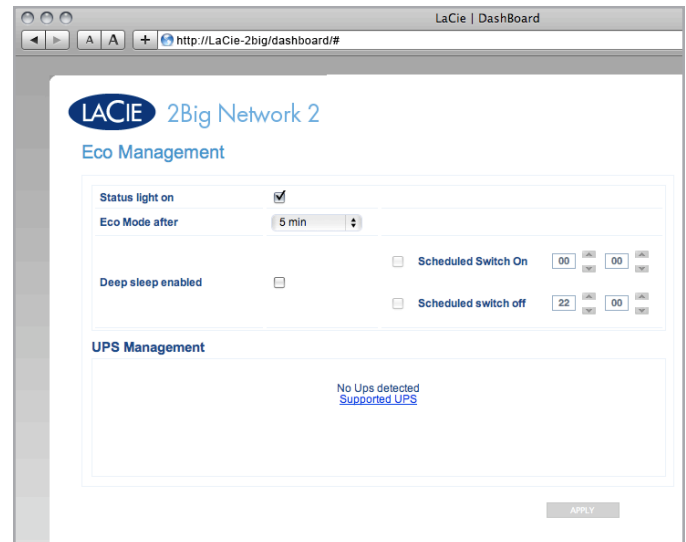 LaCie | DashBoard
A A + http://LaCie-2big/dashboard/#
LACIE 2Big Network 2
Eco Management
Status light on
Eco Mode after 5 min
Deep sleep enabled
Scheduled Switch On 00 00
Scheduled switch off 22 00
UPS Management
No Ups detected
Supported UPS
APPLY